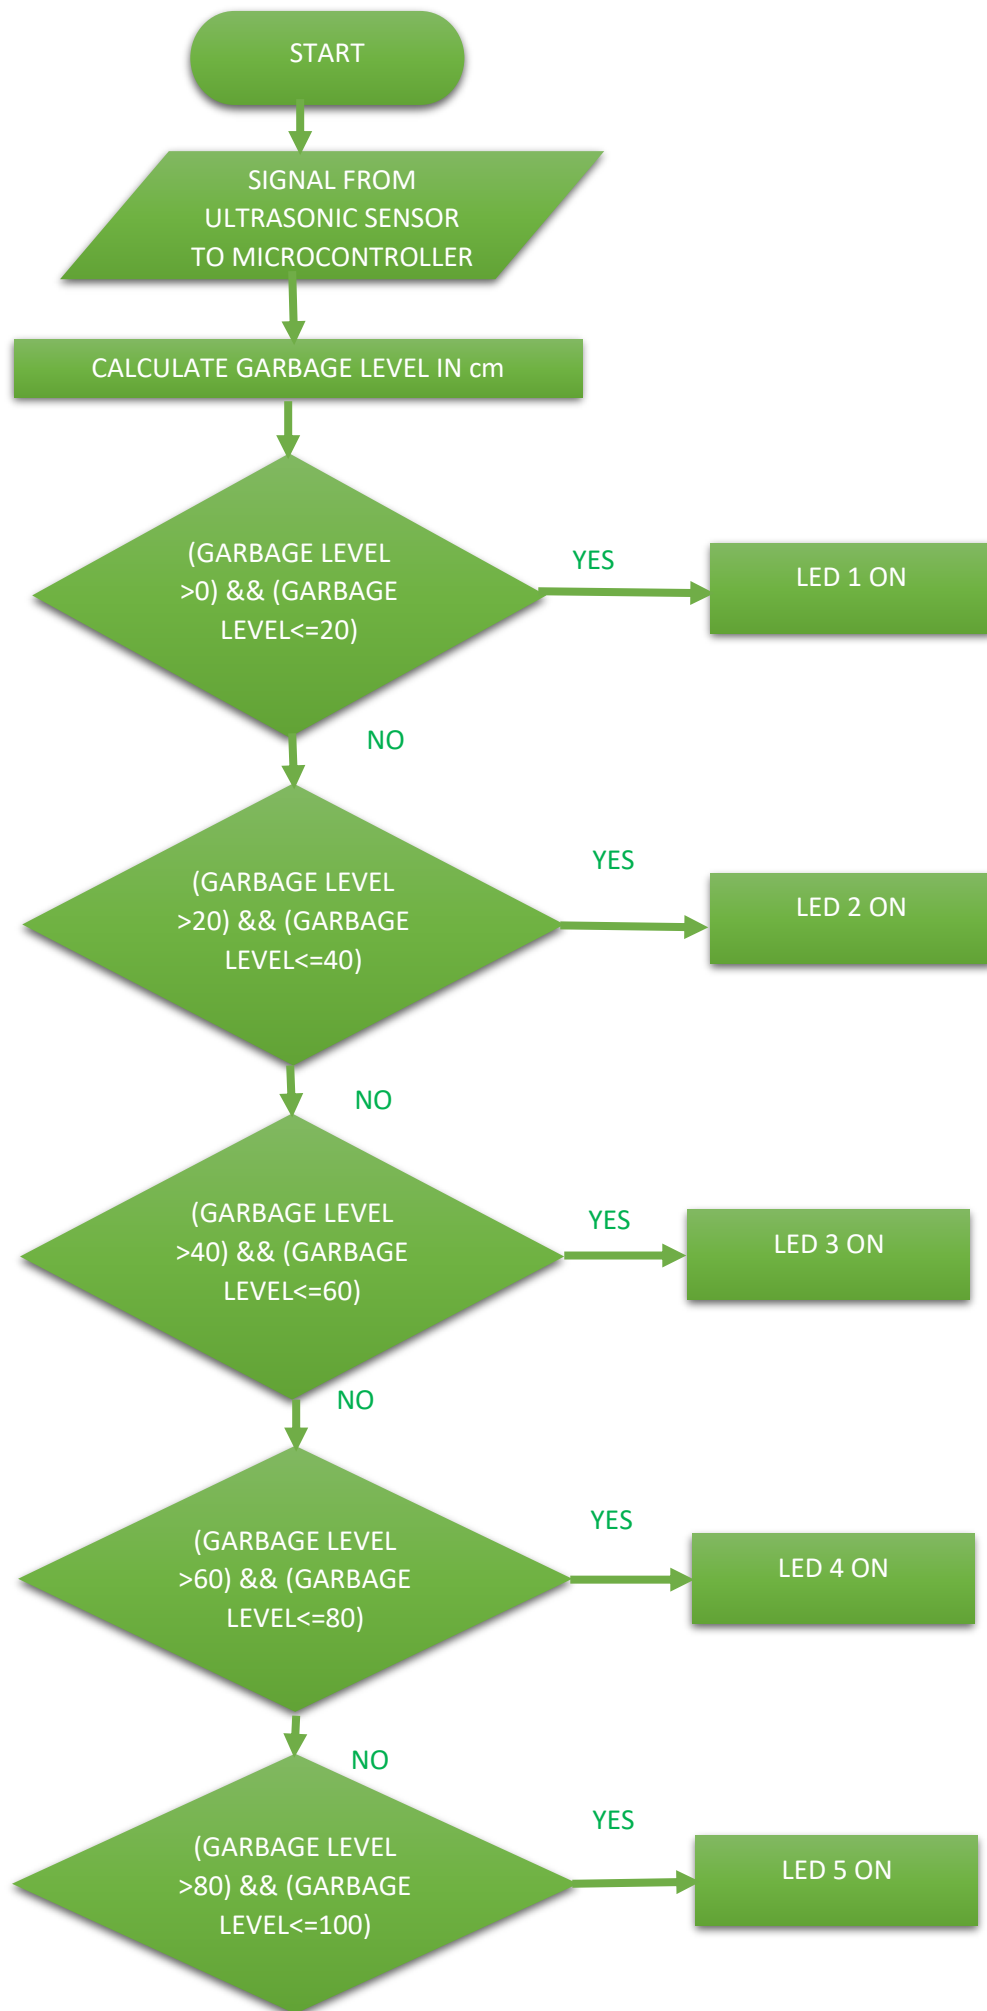 START
SIGNAL FROM
ULTRASONIC SENSOR
TO MICROCONTROLLER
CALCULATE GARBAGE LEVEL IN cm
(GARBAGE LEVEL
>0) && (GARBAGE
LEVEL<=20)
YES
LED 1 ON
NO
(GARBAGE LEVEL
>20) && (GARBAGE
LEVEL<=40)
YES
LED 2 ON
NO
(GARBAGE LEVEL
>40) && (GARBAGE
LEVEL<=60)
YES
LED 3 ON
NO
(GARBAGE LEVEL
>60) && (GARBAGE
LEVEL<=80)
YES
LED 4 ON
NO
(GARBAGE LEVEL
>80) && (GARBAGE
LEVEL<=100)
YES
LED 5 ON